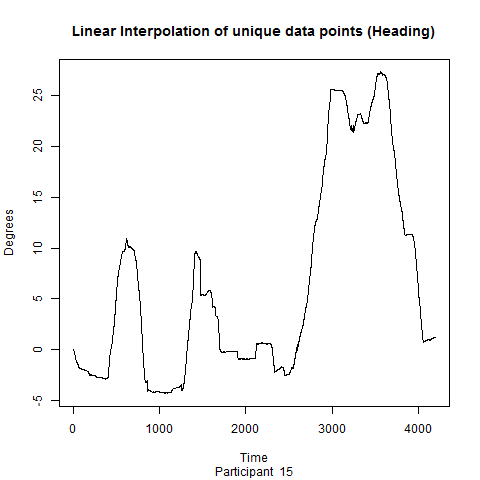 Linear Interpolation of unique data points (Heading)
Degrees
25
20
15
10
5
0
-5
0 1000 2000 3000 4000
Time
Participant 15